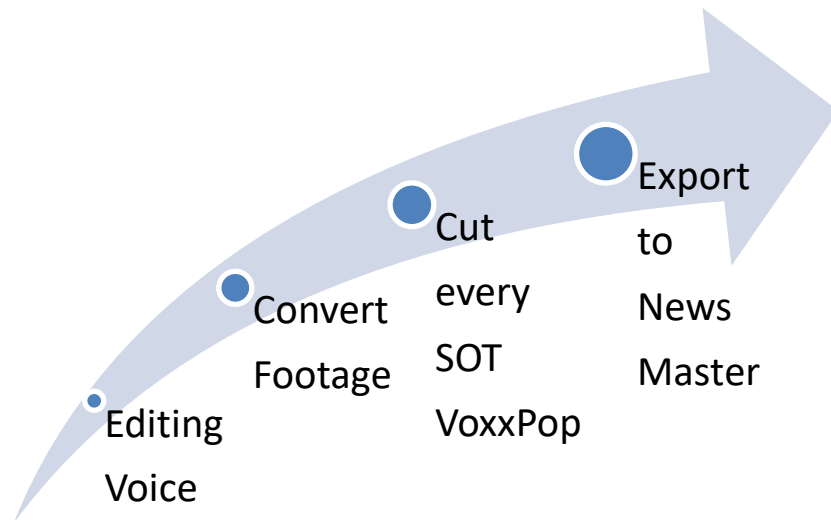 Editing
Voice
Convert
Footage
Cut
every
SOT
VoxxPop
Export
to
News
Master